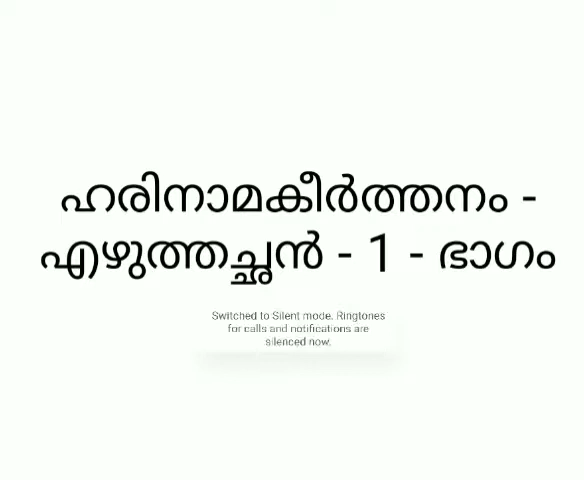 ഹരിനാമകീർത്തനം -
എഴുത്തച്ഛൻ - 1 - ഭാഗം
Switched to Silent mode. Ringtones
for calls and notifications are
silenced now.